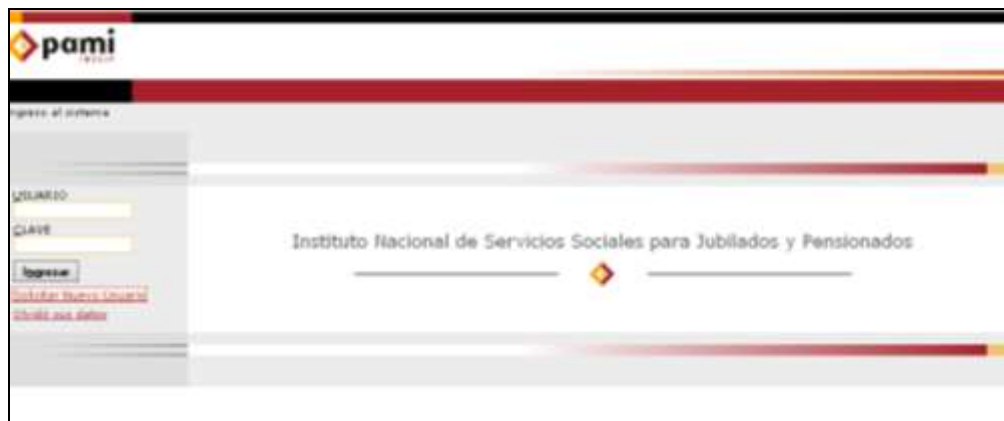 pami
Ingreso al sistema
USUARIO
CLAVE
Ingresar
Solicitar Nuevo Usuario
Olvidó sus datos
Instituto Nacional de Servicios Sociales para Jubilados y Pensionados